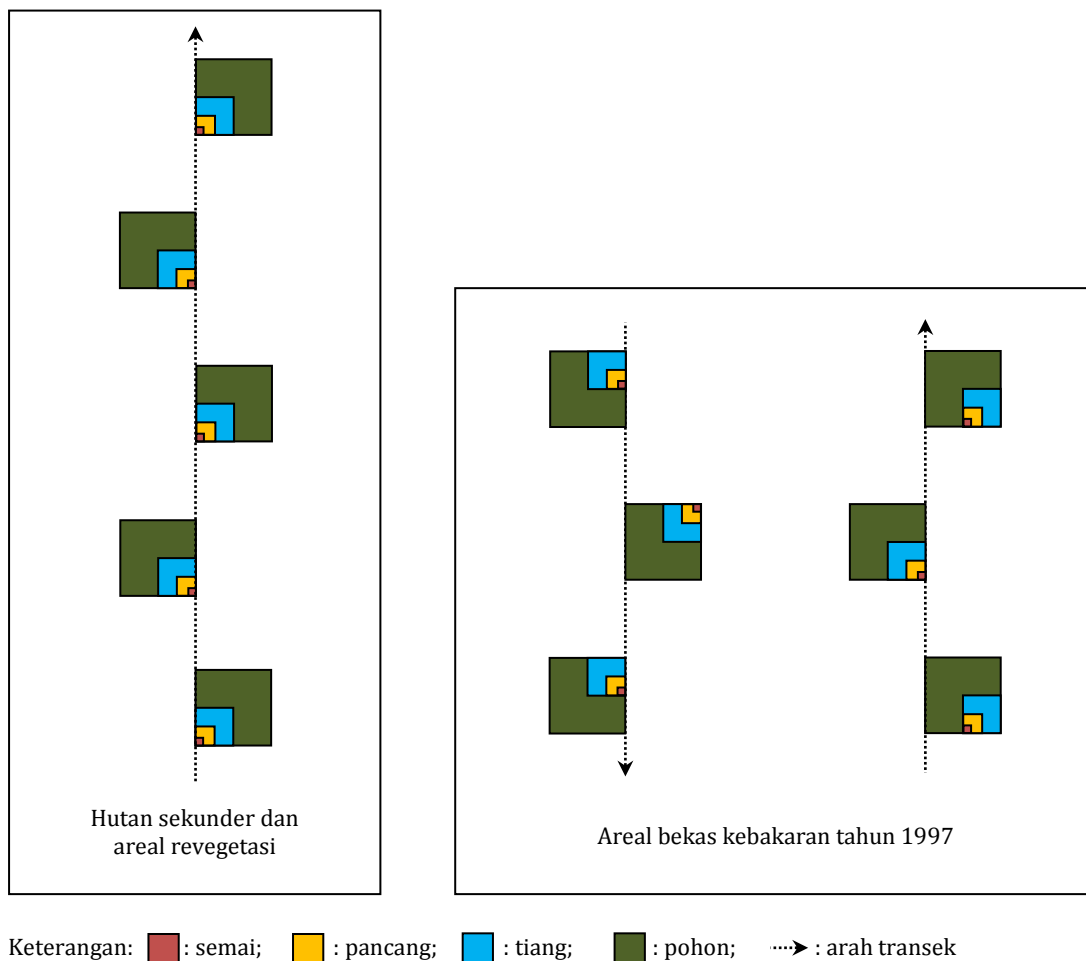 Hutan sekunder dan
areal revegetasi
Areal bekas kebakaran tahun 1997
Keterangan: : semai; : pancang; : tiang; : pohon; : arah transek